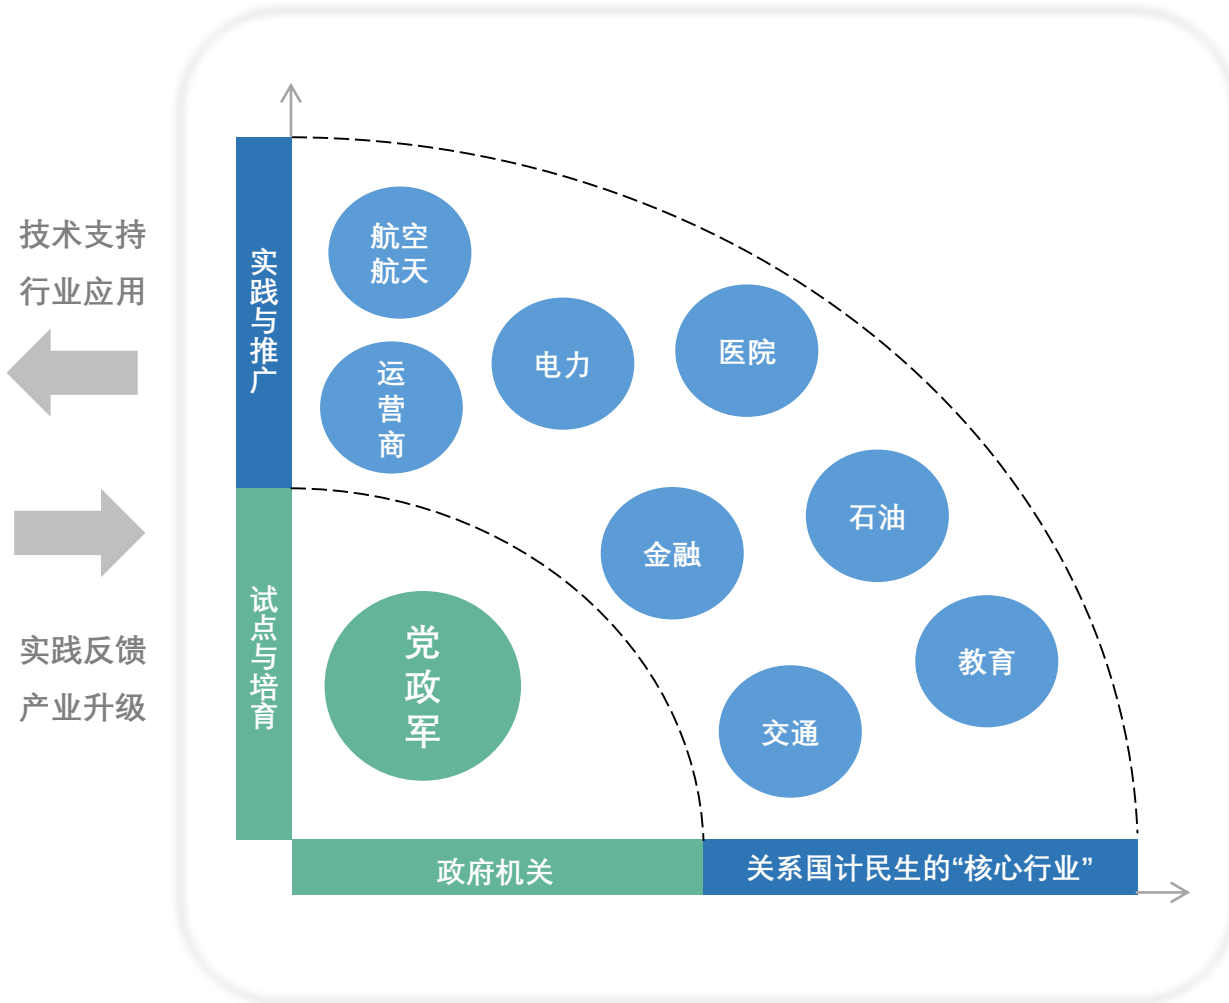 技术支持
行业应用
实践反馈
产业升级
实践与推广
试点与培育
航空
航天
运营商
电力
医院
金融
石油
教育
交通
党政军
政府机关
关系国计民生的“核心行业”